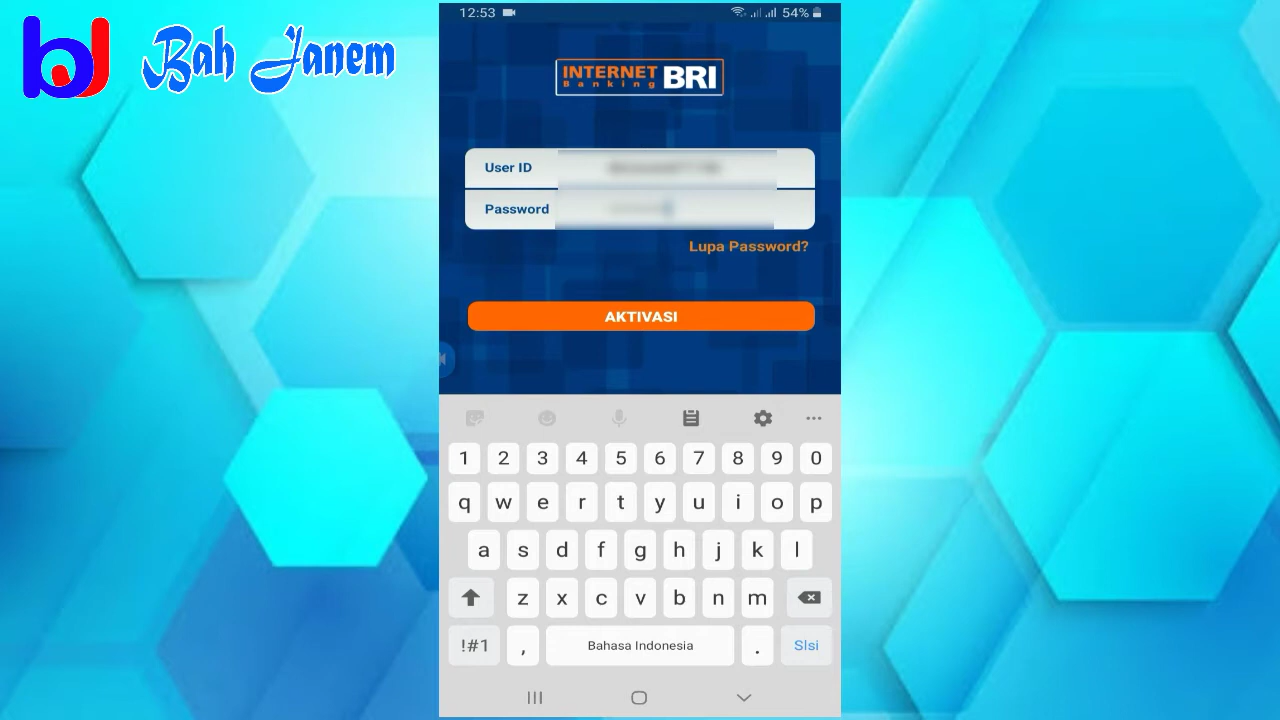 Bah Janem
12:53
54%
INTERNET
Banking
BRI
User ID
Password
Lupa Password?
AKTIVASI
1 2 3 4 5 6 7 8 9 0
q w e r t y u i o p
a s d f g h j k l
z x c v b n m
!#1 , Bahasa Indonesia . Slsi